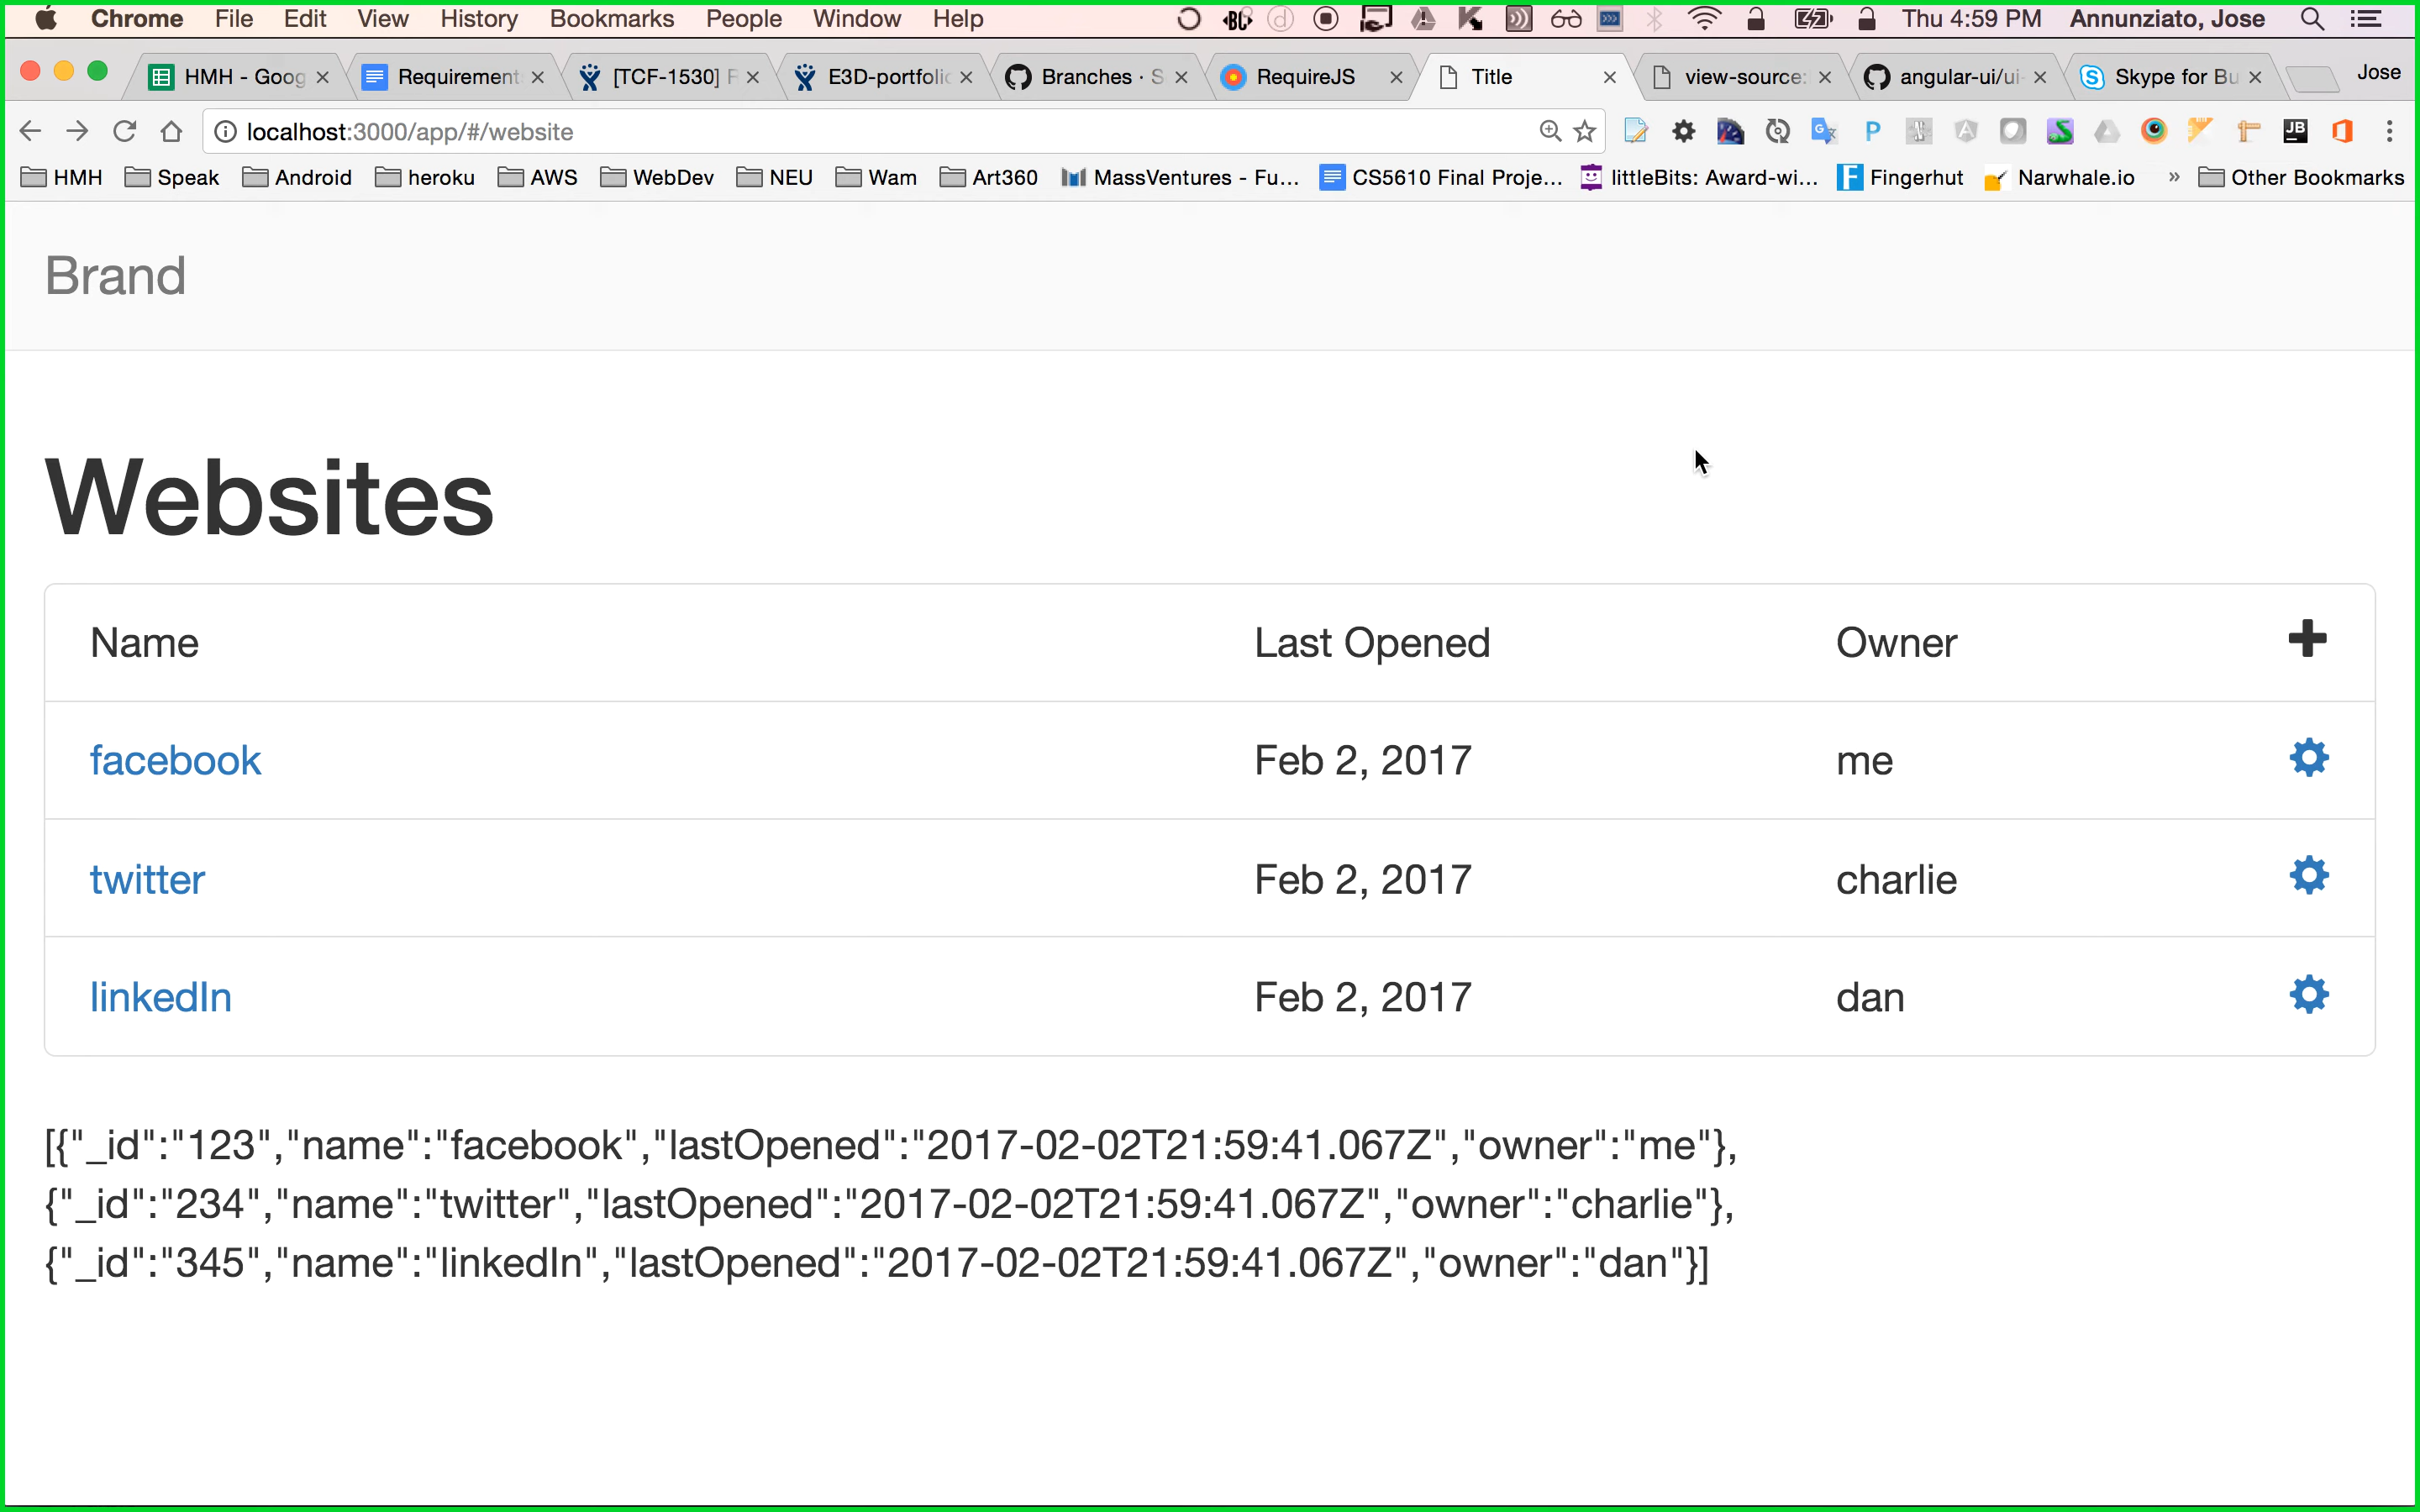 Chrome File Edit View History Bookmarks People Window Help Thu 4:59 PM Annunziato, Jose
HMH - Goog Requirement [TCF-1530] F E3D-portfolio Branches · S RequireJS Title view-source: angular-ui/ui- Skype for Bu Jose
localhost:3000/app/#/website
HMH Speak Android heroku AWS WebDev NEU Wam Art360 MassVentures - Fu... CS5610 Final Proje... littleBits: Award-wi... Fingerhut Narwhale.io » Other Bookmarks
Brand
Websites
Name Last Opened Owner
facebook Feb 2, 2017 me
twitter Feb 2, 2017 charlie
linkedIn Feb 2, 2017 dan
[{"_id":"123","name":"facebook","lastOpened":"2017-02-02T21:59:41.067Z","owner":"me"},
{"_id":"234","name":"twitter","lastOpened":"2017-02-02T21:59:41.067Z","owner":"charlie"},
{"_id":"345","name":"linkedIn","lastOpened":"2017-02-02T21:59:41.067Z","owner":"dan"}]